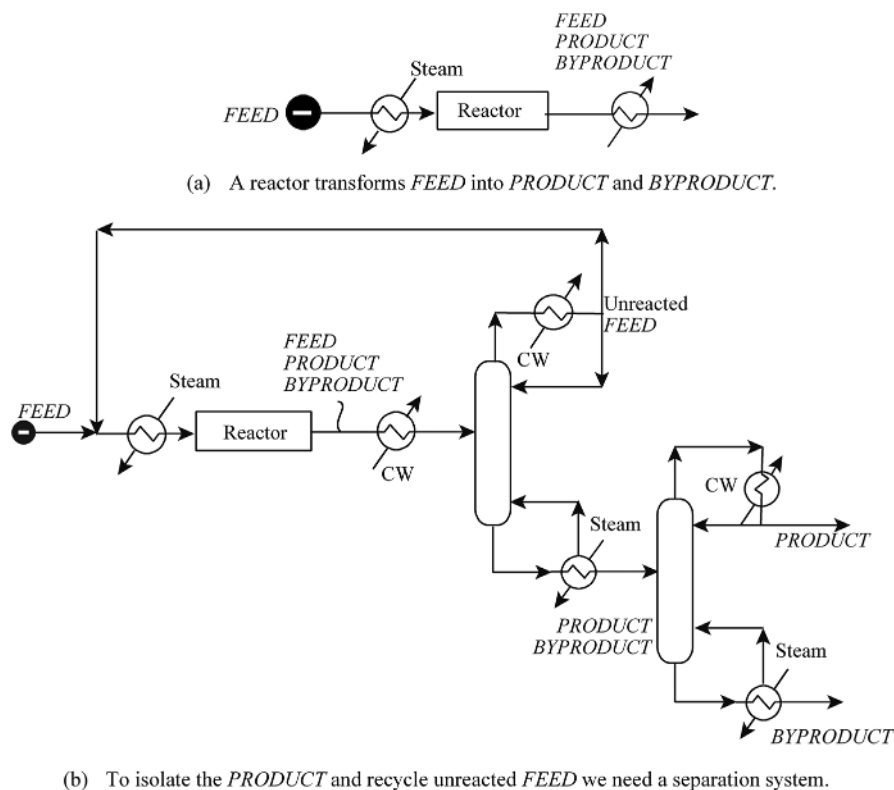 FEED
PRODUCT
BYPRODUCT
Steam
FEED
Reactor
(a) A reactor transforms FEED into PRODUCT and BYPRODUCT.
Unreacted
FEED
CW
FEED
PRODUCT
BYPRODUCT
Steam
FEED
Reactor
CW
CW
Steam
PRODUCT
PRODUCT
BYPRODUCT
Steam
BYPRODUCT
(b) To isolate the PRODUCT and recycle unreacted FEED we need a separation system.